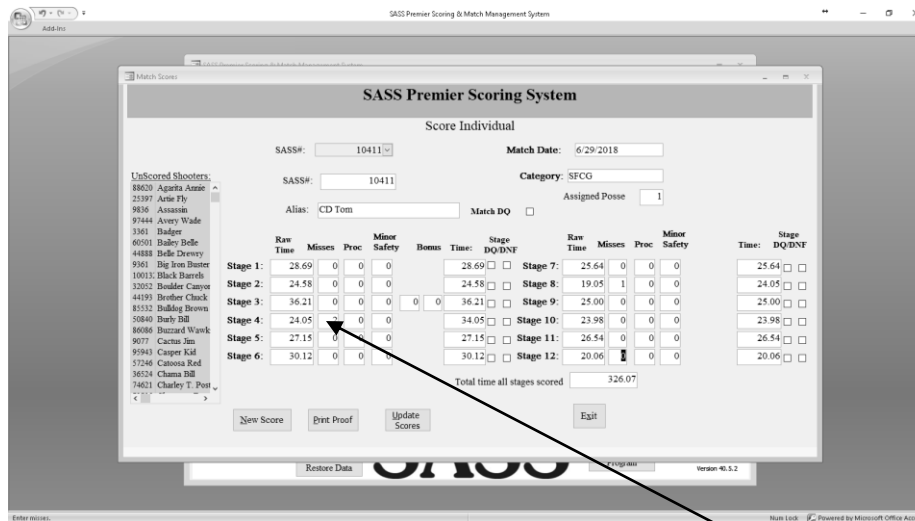 SASS Premier Scoring & Match Management System
Add-Ins
Match Scores
SASS Premier Scoring System
Score Individual
SASS#: 10411 Match Date: 6/29/2018
SASS#: 10411 Category: SFCG
Assigned Posse 1
Alias: CD Tom Match DQ
UnScored Shooters:
88620 Agarita Annie
25397 Artie Fly
9836 Assassin
97444 Avery Wade
3361 Badger
60501 Bailey Belle
44888 Belle Drewry
9361 Big Iron Buster
Black Barrels
32052 Boulder Canyor
44193 Brother Chuck
85532 Bulldog Brown
50840 Burly Bill
86086 Buzzard Wawk
9077 Cactus Jim
95943 Casper Kid
57246 Catoosa Red
36524 Chama Bill
74621 Charley T. Post
Raw Time Misses Proc Minor Safety Bonus Time: Stage DQ/DNF Raw Time Misses Proc Minor Safety Time: Stage DQ/DNF
Stage 1: 28.69 0 0 0 28.69 Stage 7: 25.64 0 0 0 25.64
Stage 2: 24.58 0 0 0 24.58 Stage 8: 19.05 1 0 0 24.05
Stage 3: 36.21 0 0 0 0 0 36.21 Stage 9: 25.00 0 0 0 25.00
Stage 4: 24.05 2 0 0 34.05 Stage 10: 23.98 0 0 0 23.98
Stage 5: 27.15 0 0 0 27.15 Stage 11: 26.54 0 0 0 26.54
Stage 6: 30.12 0 0 0 30.12 Stage 12: 20.06 0 0 0 20.06
Total time all stages scored 326.07
New Score Print Proof Update Scores Exit
Restore Data SASS Program Version 40.5.2
Enter misses. Num Lock Powered by Microsoft Office Acc